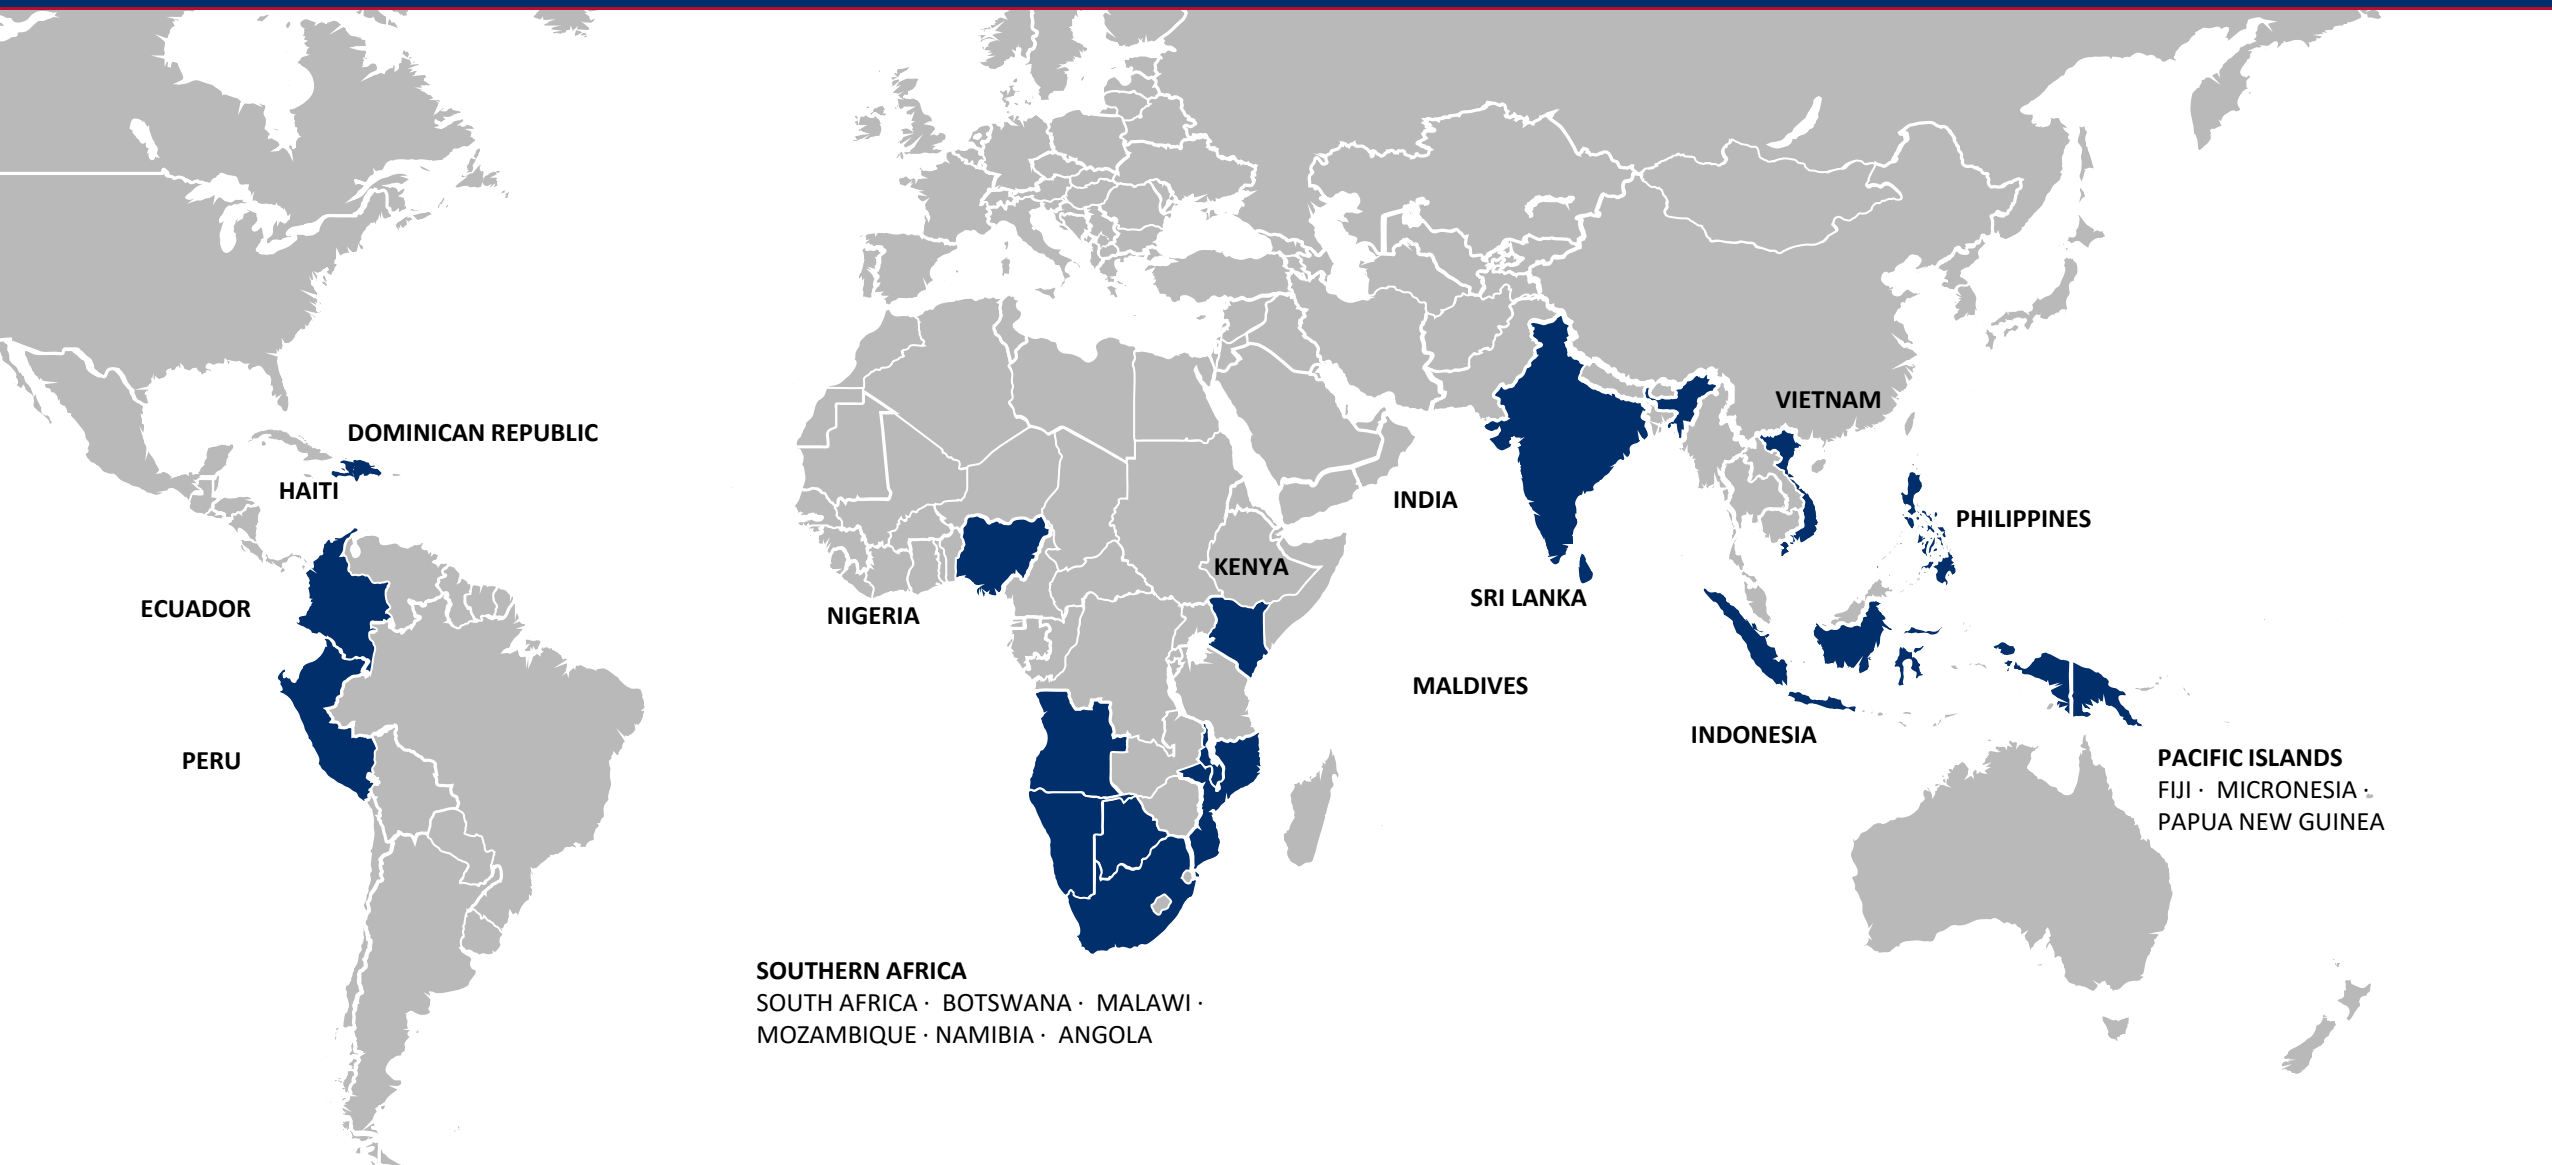 VIETNAM
DOMINICAN REPUBLIC
HAITI
INDIA
PHILIPPINES
KENYA
SRI LANKA
ECUADOR
NIGERIA
MALDIVES
INDONESIA
PERU
PACIFIC ISLANDS
FIJI · MICRONESIA ·
PAPUA NEW GUINEA
SOUTHERN AFRICA
SOUTH AFRICA · BOTSWANA · MALAWI ·
MOZAMBIQUE · NAMIBIA · ANGOLA